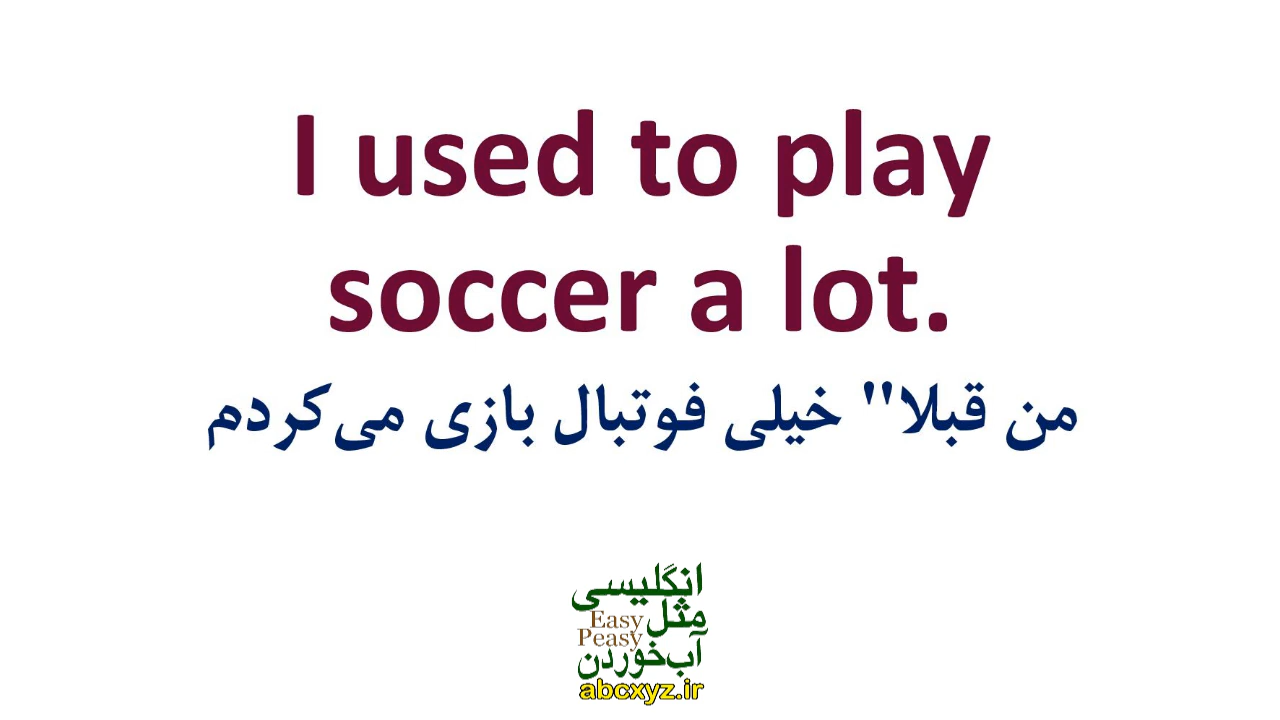 I used to play
soccer a lot.
من قبلا" خیلی فوتبال بازی می‌کردم
انگلیسی
مثل
Easy
Peasy
آب‌خوردن
abcxyz.ir